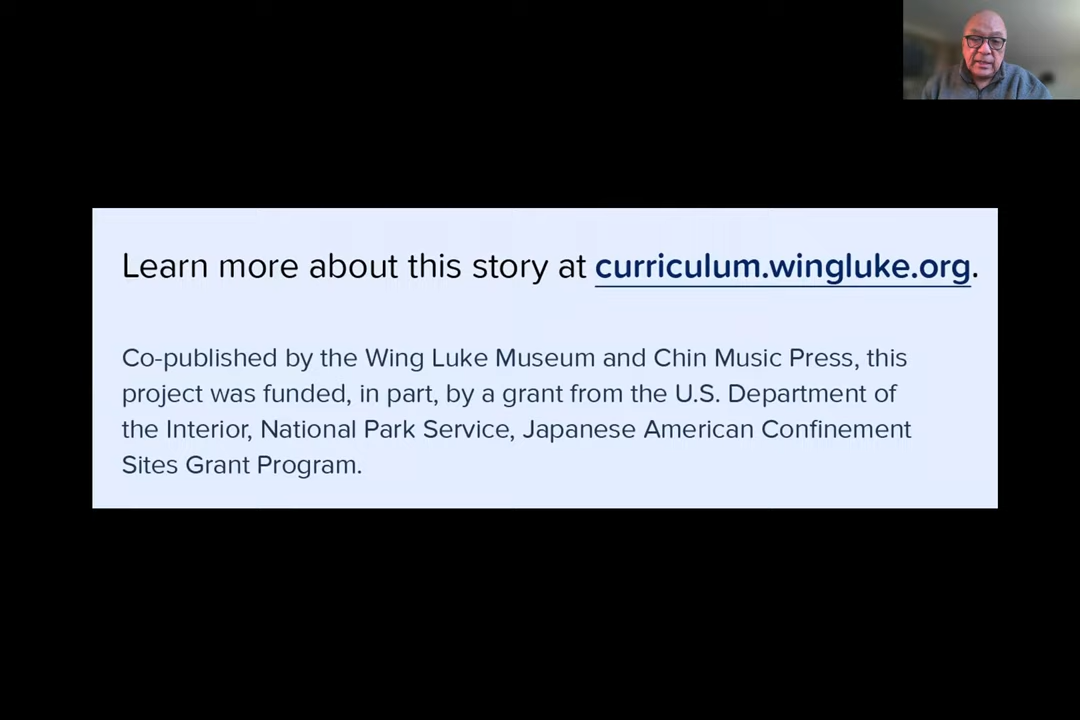 Learn more about this story at curriculum.wingluke.org.
Co-published by the Wing Luke Museum and Chin Music Press, this
project was funded, in part, by a grant from the U.S. Department of
the Interior, National Park Service, Japanese American Confinement
Sites Grant Program.